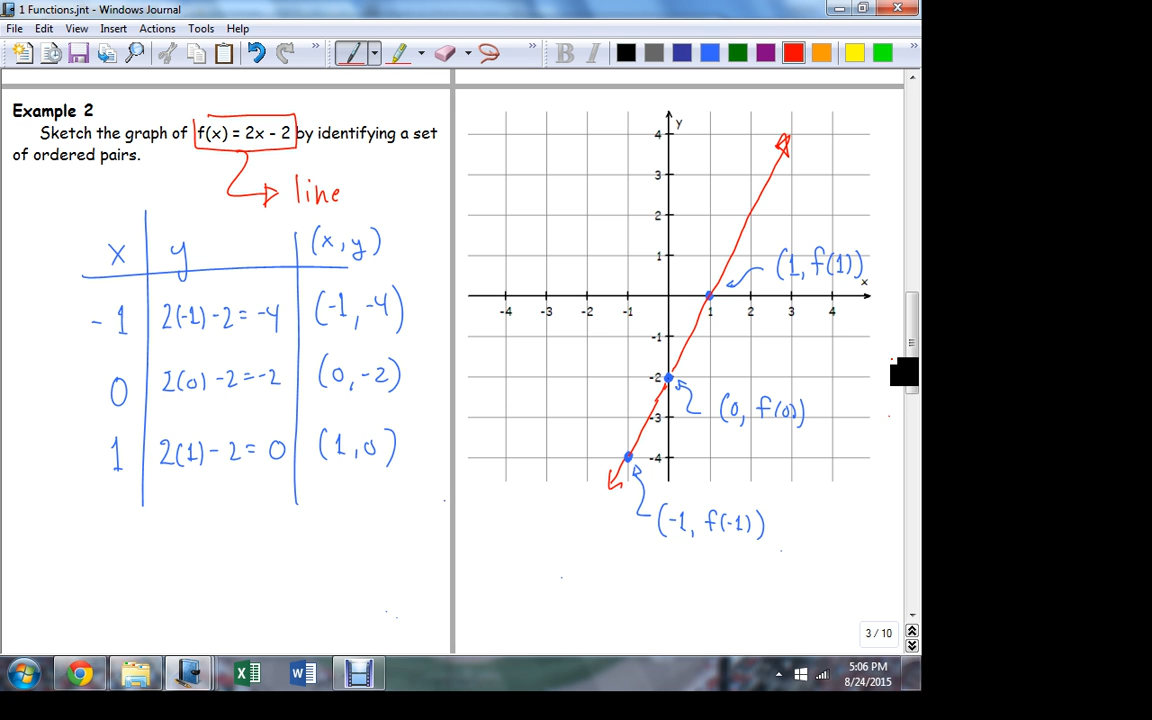 1 Functions.jnt - Windows Journal
File Edit View Insert Actions Tools Help
B I
Example 2
Sketch the graph of f(x) = 2x - 2 by identifying a set
of ordered pairs.
line
x y (x, y)
-1 2(-1)-2=-4 (-1, -4)
0 2(0)-2=-2 (0, -2)
1 2(1)-2=0 (1, 0)
y
4
3
2
1
(1, f(1))
x
-4 -3 -2 -1 1 2 3 4
-1
-2
(0, f(0))
-3
-4
(-1, f(-1))
3 / 10
5:06 PM
8/24/2015